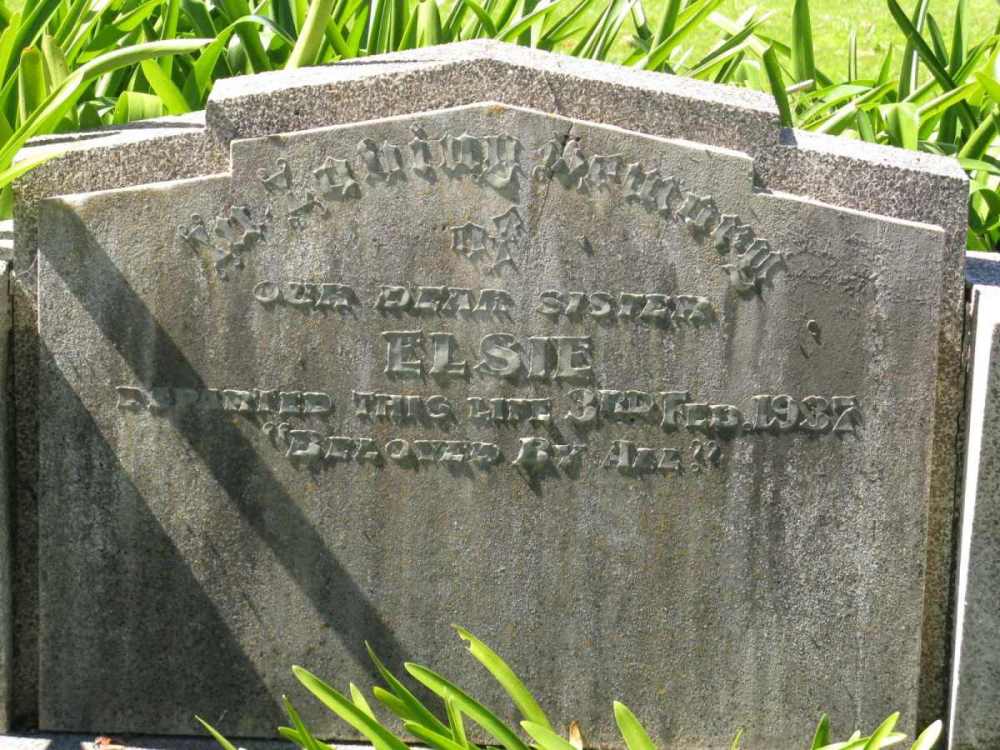 In Loving Memory
of
OUR DEAR SISTER
ELSIE
DEPARTED THIS LIFE 3RD FEB. 1937
"BELOVED BY ALL"